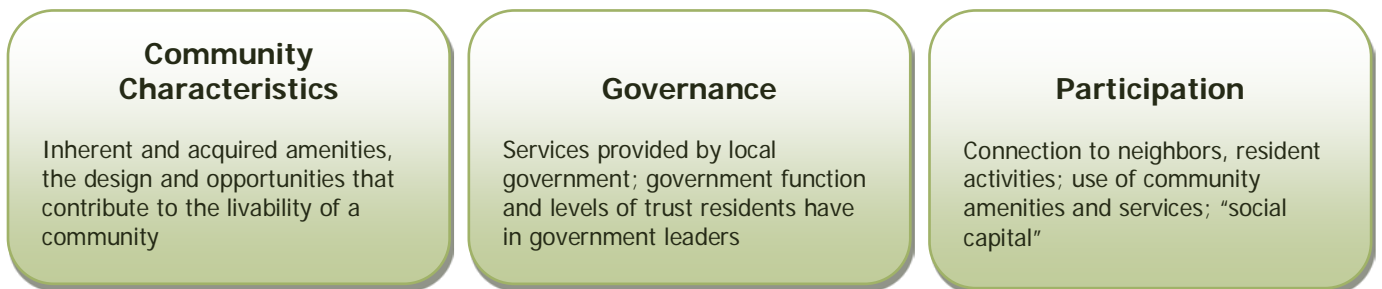 Community
Characteristics
Inherent and acquired amenities,
the design and opportunities that
contribute to the livability of a
community
Governance
Services provided by local
government; government function
and levels of trust residents have
in government leaders
Participation
Connection to neighbors, resident
activities; use of community
amenities and services; “social
capital”